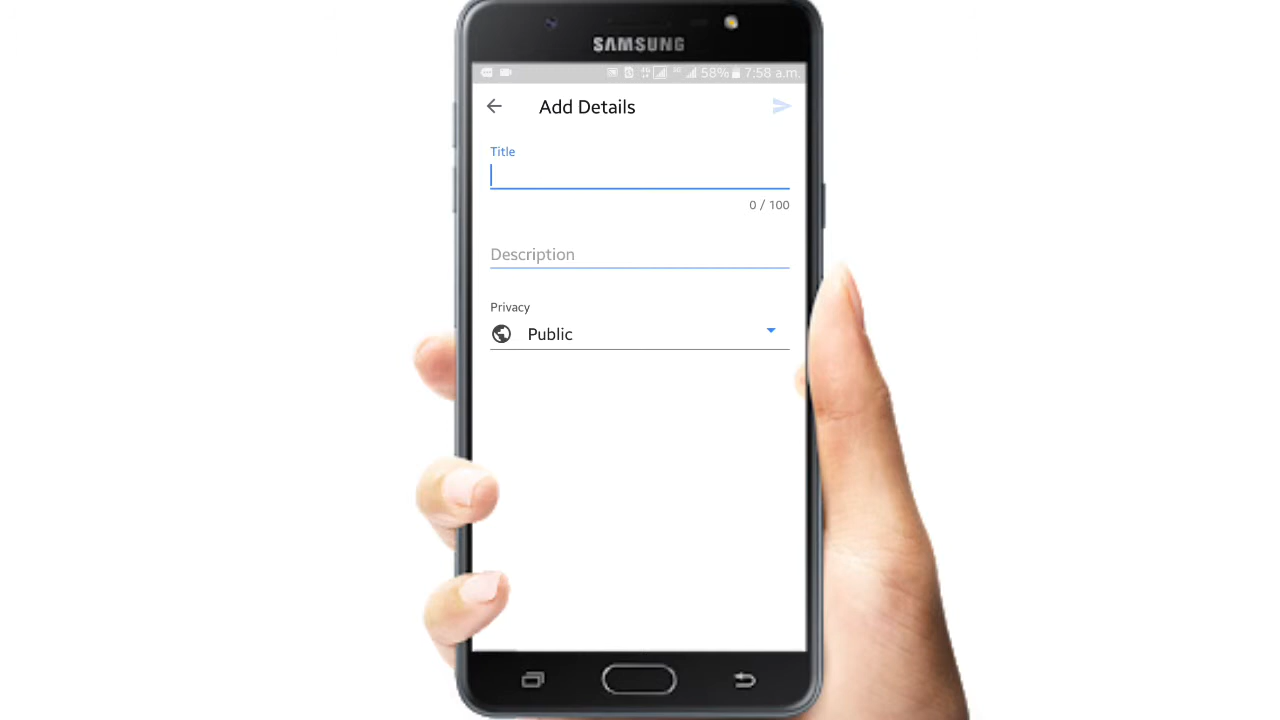 SAMSUNG
58% 7:58 a.m.
Add Details
Title
0 / 100
Description
Privacy
Public